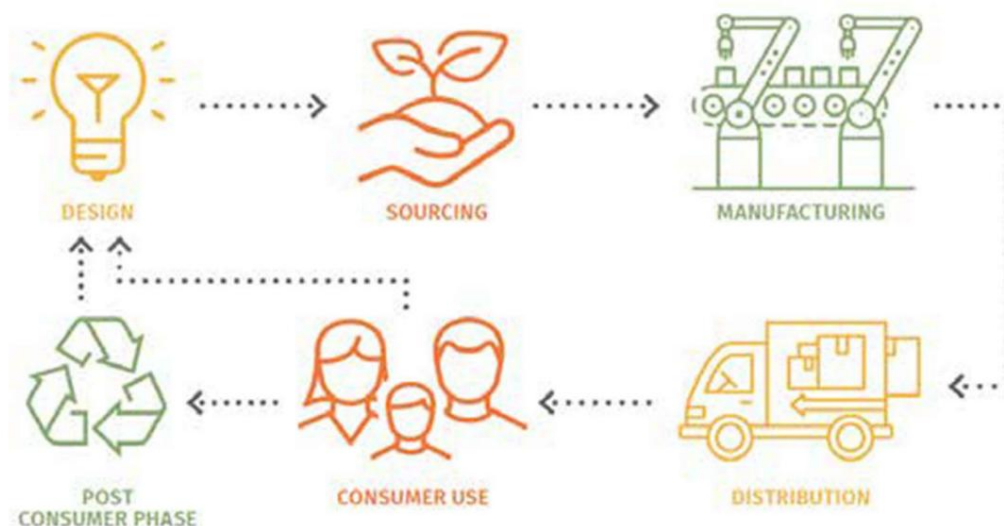 DESIGN
SOURCING
MANUFACTURING
POST
CONSUMER PHASE
CONSUMER USE
DISTRIBUTION